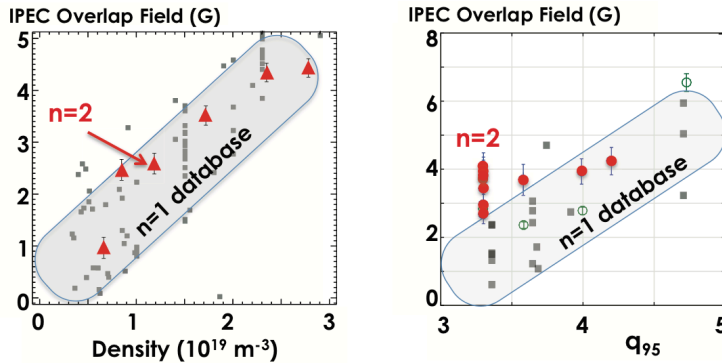 IPEC Overlap Field (G)
5
4
3
2
1
0
n=2
n=1 database
0
1
2
3
Density (10¹⁹ m⁻³)
IPEC Overlap Field (G)
8
6
4
2
0
n=2
n=1 database
3
4
5
q₉₅